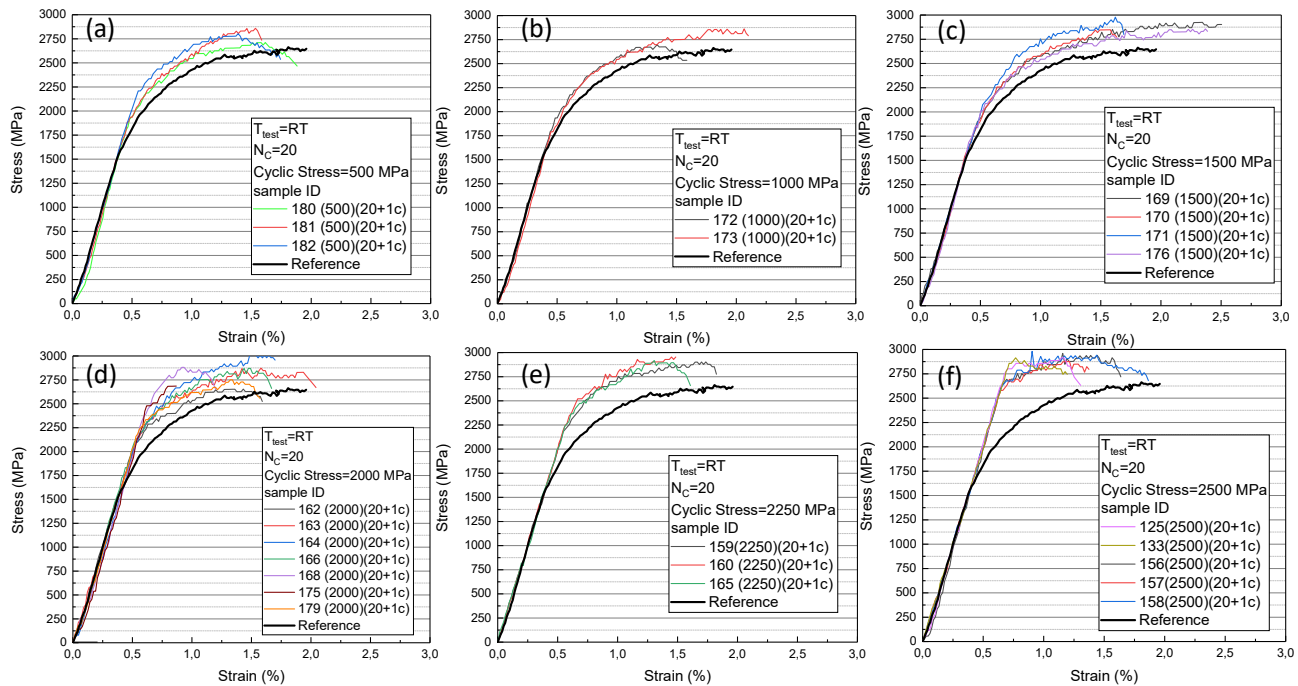 (a)
3000
2750
2500
2250
2000
1750
1500
1250
1000
750
500
250
0
Stress (MPa)
T_test=RT
N_C=20
Cyclic Stress=500 MPa
sample ID
180 (500)(20+1c)
181 (500)(20+1c)
182 (500)(20+1c)
Reference
0,0 0,5 1,0 1,5 2,0 2,5 3,0
Strain (%)
(b)
3000
2750
2500
2250
2000
1750
1500
1250
1000
750
500
250
0
Stress (MPa)
T_test=RT
N_C=20
Cyclic Stress=1000 MPa
sample ID
172 (1000)(20+1c)
173 (1000)(20+1c)
Reference
0,0 0,5 1,0 1,5 2,0 2,5 3,0
Strain (%)
(c)
3000
2750
2500
2250
2000
1750
1500
1250
1000
750
500
250
0
Stress (MPa)
T_test=RT
N_C=20
Cyclic Stress=1500 MPa
sample ID
169 (1500)(20+1c)
170 (1500)(20+1c)
171 (1500)(20+1c)
176 (1500)(20+1c)
Reference
0,0 0,5 1,0 1,5 2,0 2,5 3,0
Strain (%)
(d)
3000
2750
2500
2250
2000
1750
1500
1250
1000
750
500
250
0
Stress (MPa)
T_test=RT
N_C=20
Cyclic Stress=2000 MPa
sample ID
162 (2000)(20+1c)
163 (2000)(20+1c)
164 (2000)(20+1c)
166 (2000)(20+1c)
168 (2000)(20+1c)
175 (2000)(20+1c)
179 (2000)(20+1c)
Reference
0,0 0,5 1,0 1,5 2,0 2,5 3,0
Strain (%)
(e)
3000
2750
2500
2250
2000
1750
1500
1250
1000
750
500
250
0
Stress (MPa)
T_test=RT
N_C=20
Cyclic Stress=2250 MPa
sample ID
159(2250)(20+1c)
160 (2250)(20+1c)
165 (2250)(20+1c)
Reference
0,0 0,5 1,0 1,5 2,0 2,5 3,0
Strain (%)
(f)
3000
2750
2500
2250
2000
1750
1500
1250
1000
750
500
250
0
Stress (MPa)
T_test=RT
N_C=20
Cyclic Stress=2500 MPa
sample ID
125(2500)(20+1c)
133(2500)(20+1c)
156(2500)(20+1c)
157(2500)(20+1c)
158(2500)(20+1c)
Reference
0,0 0,5 1,0 1,5 2,0 2,5 3,0
Strain (%)